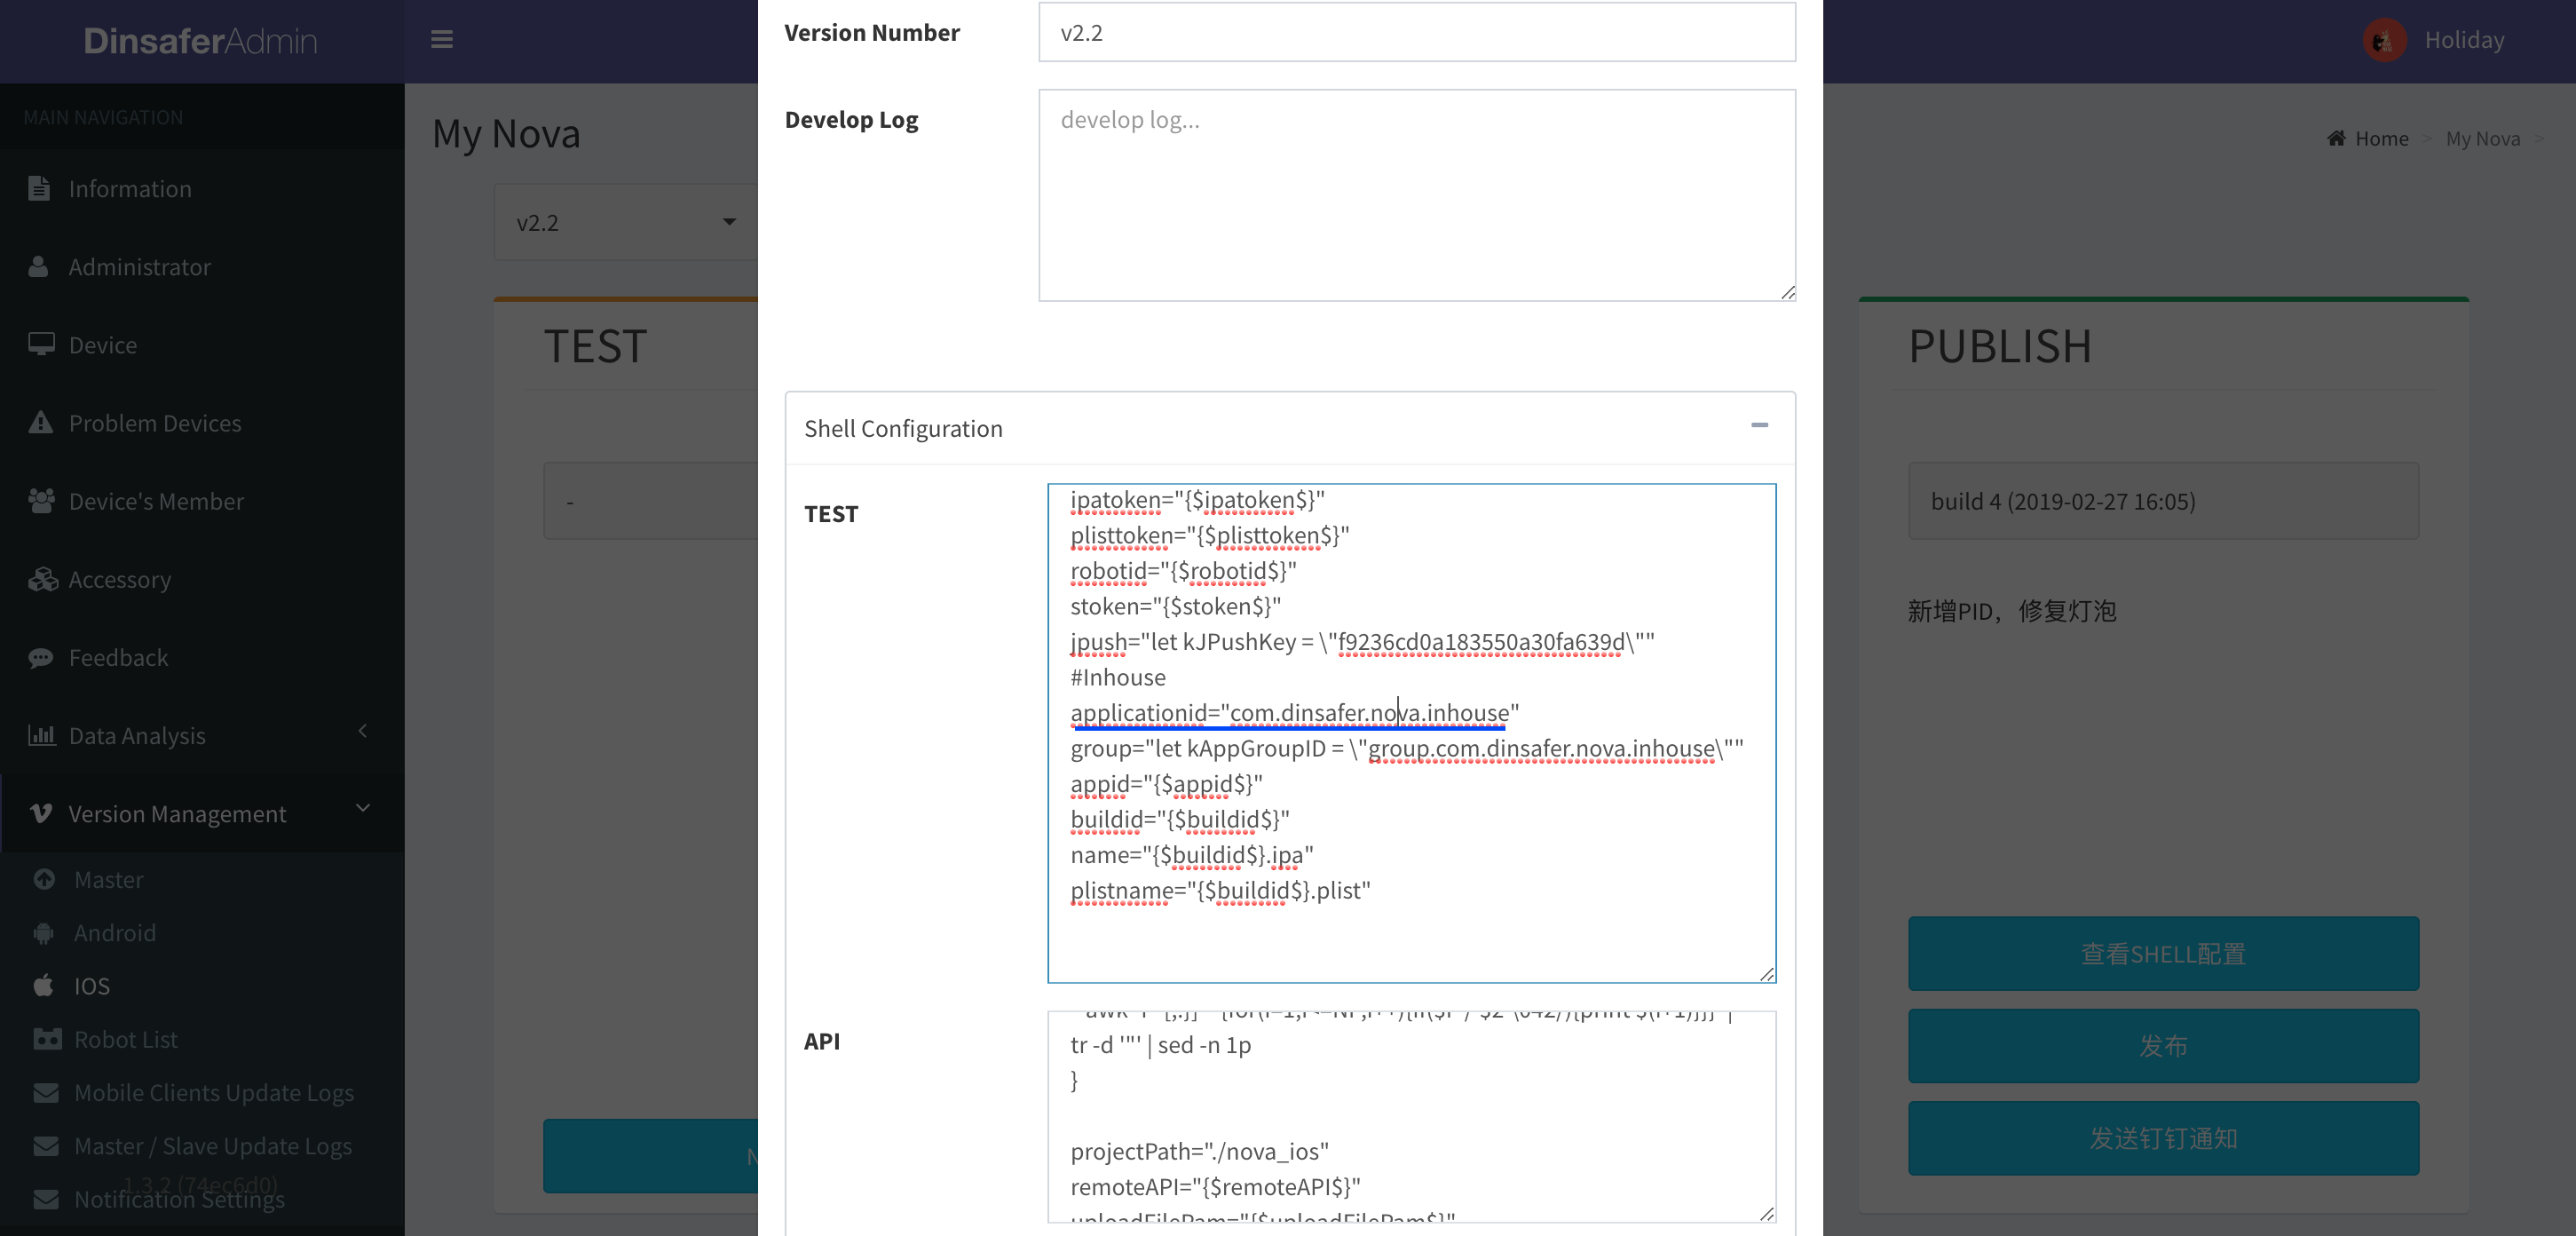 DinsaferAdmin
Holiday
MAIN NAVIGATION
Information
Administrator
Device
Problem Devices
Device's Member
Accessory
Feedback
Data Analysis
Version Management
Master
Android
IOS
Robot List
Mobile Clients Update Logs
Master / Slave Update Logs
1.3.2 (74ec6d0)
Notification Settings
My Nova
Home > My Nova >
v2.2
TEST
-
Version Number
v2.2
Develop Log
develop log...
Shell Configuration
TEST
ipatoken="{$ipatoken$}"
plisttoken="{$plisttoken$}"
robotid="{$robotid$}"
stoken="{$stoken$}"
jpush="let kJPushKey = \"f9236cd0a183550a30fa639d\""
#Inhouse
applicationid="com.dinsafer.nova.inhouse"
group="let kAppGroupID = \"group.com.dinsafer.nova.inhouse\""
appid="{$appid$}"
buildid="{$buildid$}"
name="{$buildid$}.ipa"
plistname="{$buildid$}.plist"
API
tr -d '"' | sed -n 1p
}
projectPath="./nova_ios"
remoteAPI="{$remoteAPI$}"
uploadFilePam="{$uploadFilePam$}"
PUBLISH
build 4 (2019-02-27 16:05)
新增PID，修复灯泡
查看SHELL配置
发布
发送钉钉通知